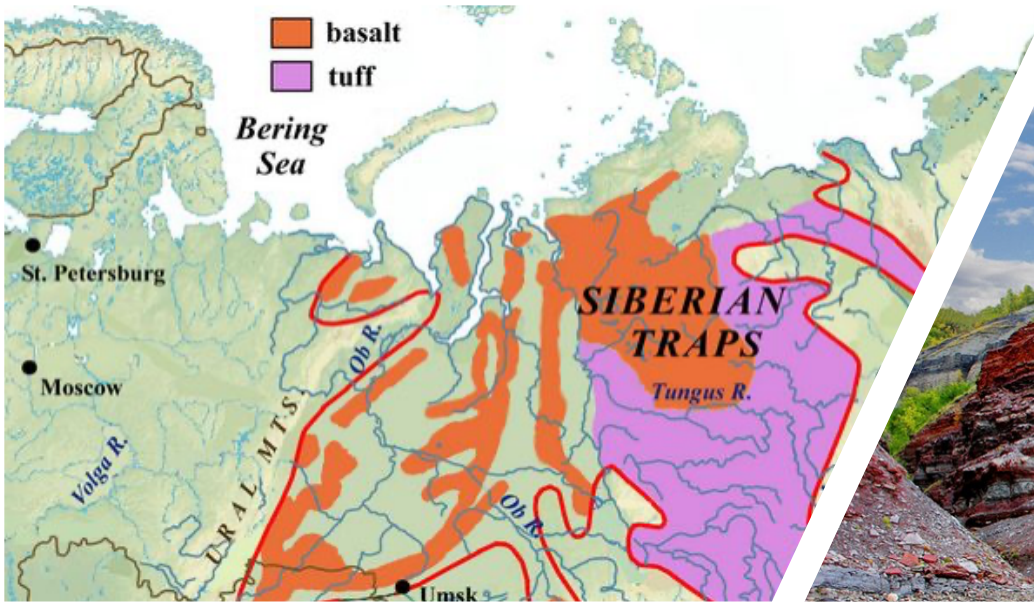 basalt
tuff
Bering
Sea
St. Petersburg
SIBERIAN
TRAPS
Ob R.
Moscow
Tungus R.
Volga R.
URAL MTS.
Ob R.
Umsk